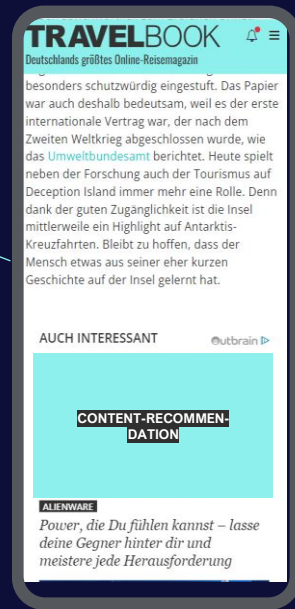 TRAVELBOOK
Deutschlands größtes Online-Reisemagazin
besonders schutzwürdig eingestuft. Das Papier
war auch deshalb bedeutsam, weil es der erste
internationale Vertrag war, der nach dem
Zweiten Weltkrieg abgeschlossen wurde, wie
das Umweltbundesamt berichtet. Heute spielt
neben der Forschung auch der Tourismus auf
Deception Island immer mehr eine Rolle. Denn
dank der guten Zugänglichkeit ist die Insel
mittlerweile ein Highlight auf Antarktis-
Kreuzfahrten. Bleibt zu hoffen, dass der
Mensch etwas aus seiner eher kurzen
Geschichte auf der Insel gelernt hat.
AUCH INTERESSANT
Outbrain
CONTENT-RECOMMEN-
DATION
ALIENWARE
Power, die Du fühlen kannst – lasse
deine Gegner hinter dir und
meistere jede Herausforderung